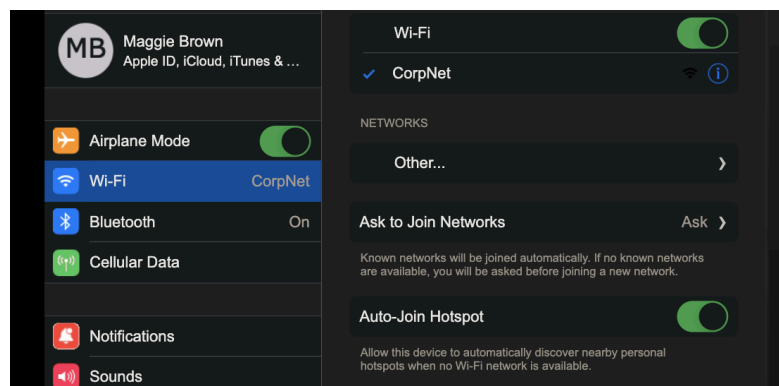 MB
Maggie Brown
Apple ID, iCloud, iTunes & ...
Airplane Mode
Wi-Fi CorpNet
Bluetooth On
Cellular Data
Notifications
Sounds
Wi-Fi
CorpNet
NETWORKS
Other...
Ask to Join Networks Ask
Known networks will be joined automatically. If no known networks
are available, you will be asked before joining a new network.
Auto-Join Hotspot
Allow this device to automatically discover nearby personal
hotspots when no Wi-Fi network is available.